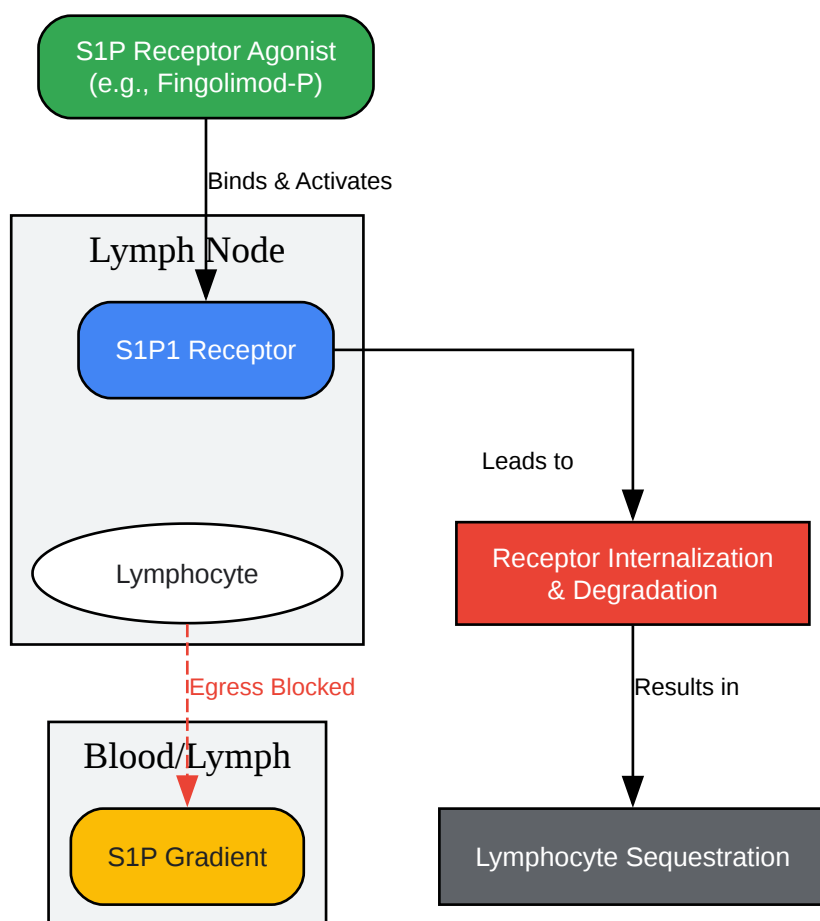 S1P Receptor Agonist
(e.g., Fingolimod-P)
Binds & Activates
Lymph Node
S1P1 Receptor
Leads to
Receptor Internalization
& Degradation
Lymphocyte
Egress Blocked
Results in
Blood/Lymph
S1P Gradient
Lymphocyte Sequestration